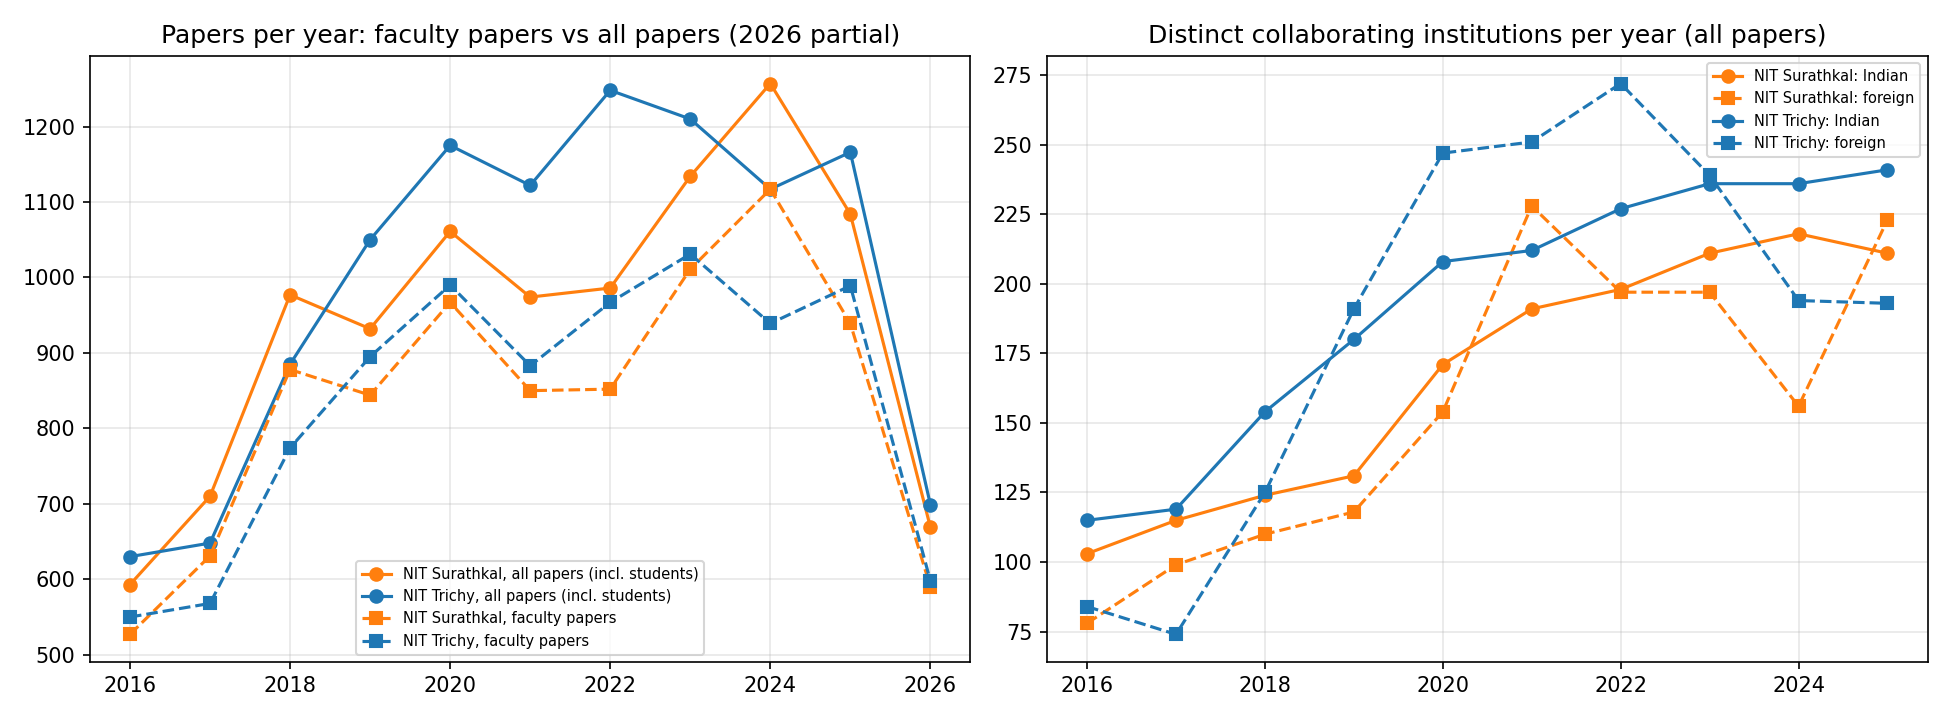 Papers per year: faculty papers vs all papers (2026 partial)
1200
1100
1000
900
800
700
600
500
2016
2018
2020
2022
2024
2026
NIT Surathkal, all papers (incl. students)
NIT Trichy, all papers (incl. students)
NIT Surathkal, faculty papers
NIT Trichy, faculty papers
Distinct collaborating institutions per year (all papers)
275
250
225
200
175
150
125
100
75
2016
2018
2020
2022
2024
NIT Surathkal: Indian
NIT Surathkal: foreign
NIT Trichy: Indian
NIT Trichy: foreign